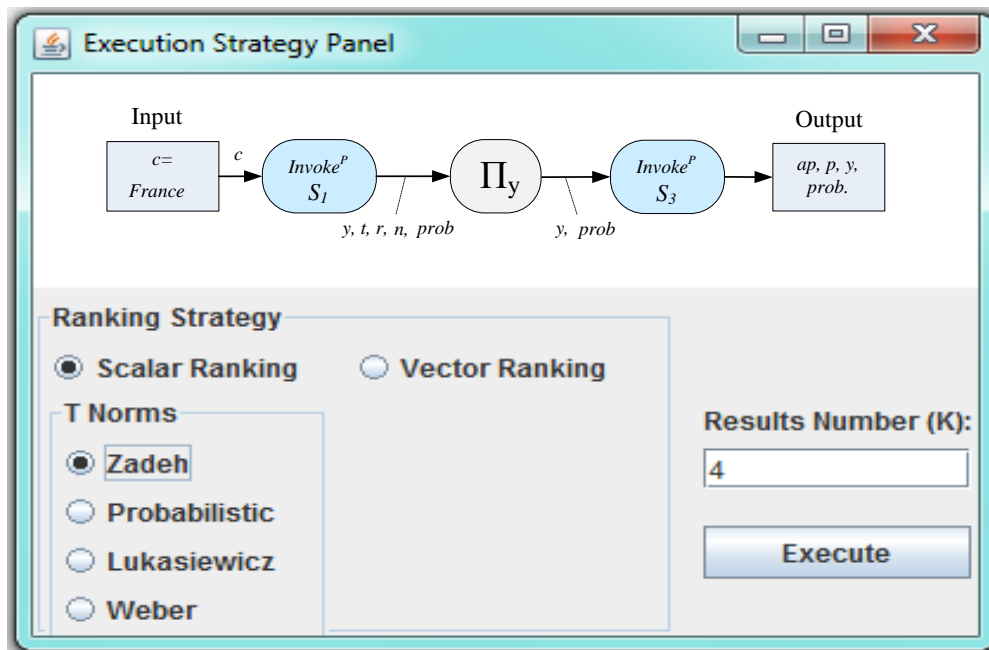 Execution Strategy Panel
Input
Output
c=
France
c
Invoke^P
S₁
y, t, r, n, prob
Π_y
y, prob
Invoke^P
S₃
ap, p, y,
prob.
Ranking Strategy
Scalar Ranking
Vector Ranking
T Norms
Zadeh
Probabilistic
Lukasiewicz
Weber
Results Number (K):
4
Execute